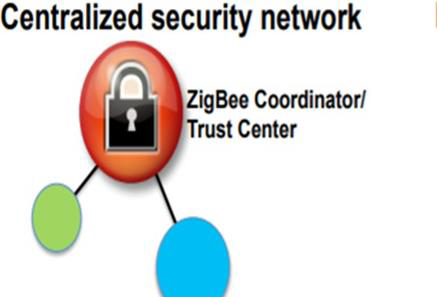 Centralized security network
ZigBee Coordinator/
Trust Center